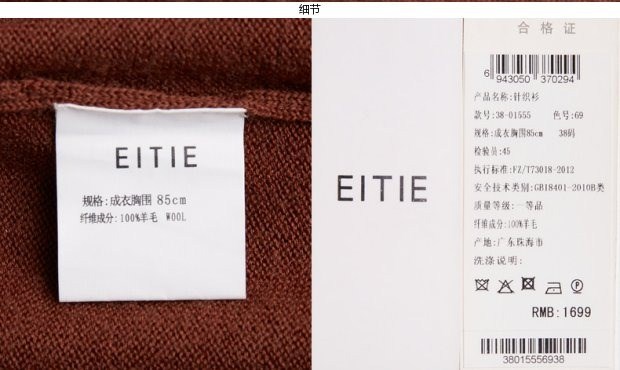 细节
EITIE
规格:成衣胸围 85cm
纤维成分:100%羊毛 WOOL
EITIE
合格证
6 943050 370294
产品名称:针织衫
款号:38-01555 色号:69
规格:成衣胸围85cm 38码
检验员:45
执行标准:FZ/T73018-2012
安全技术类别:GB18401-2010B类
质量等级:一等品
纤维成分:100%羊毛
产地:广东珠海市
洗涤说明:
P
RMB:1699
38015556938